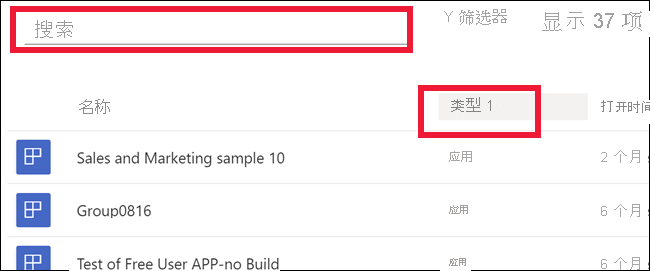 搜索
Y 筛选器
显示 37 项
名称
类型 1
打开时间
Sales and Marketing sample 10
应用
2 个月
Group0816
应用
6 个月
Test of Free User APP-no Build
应用
6 个月